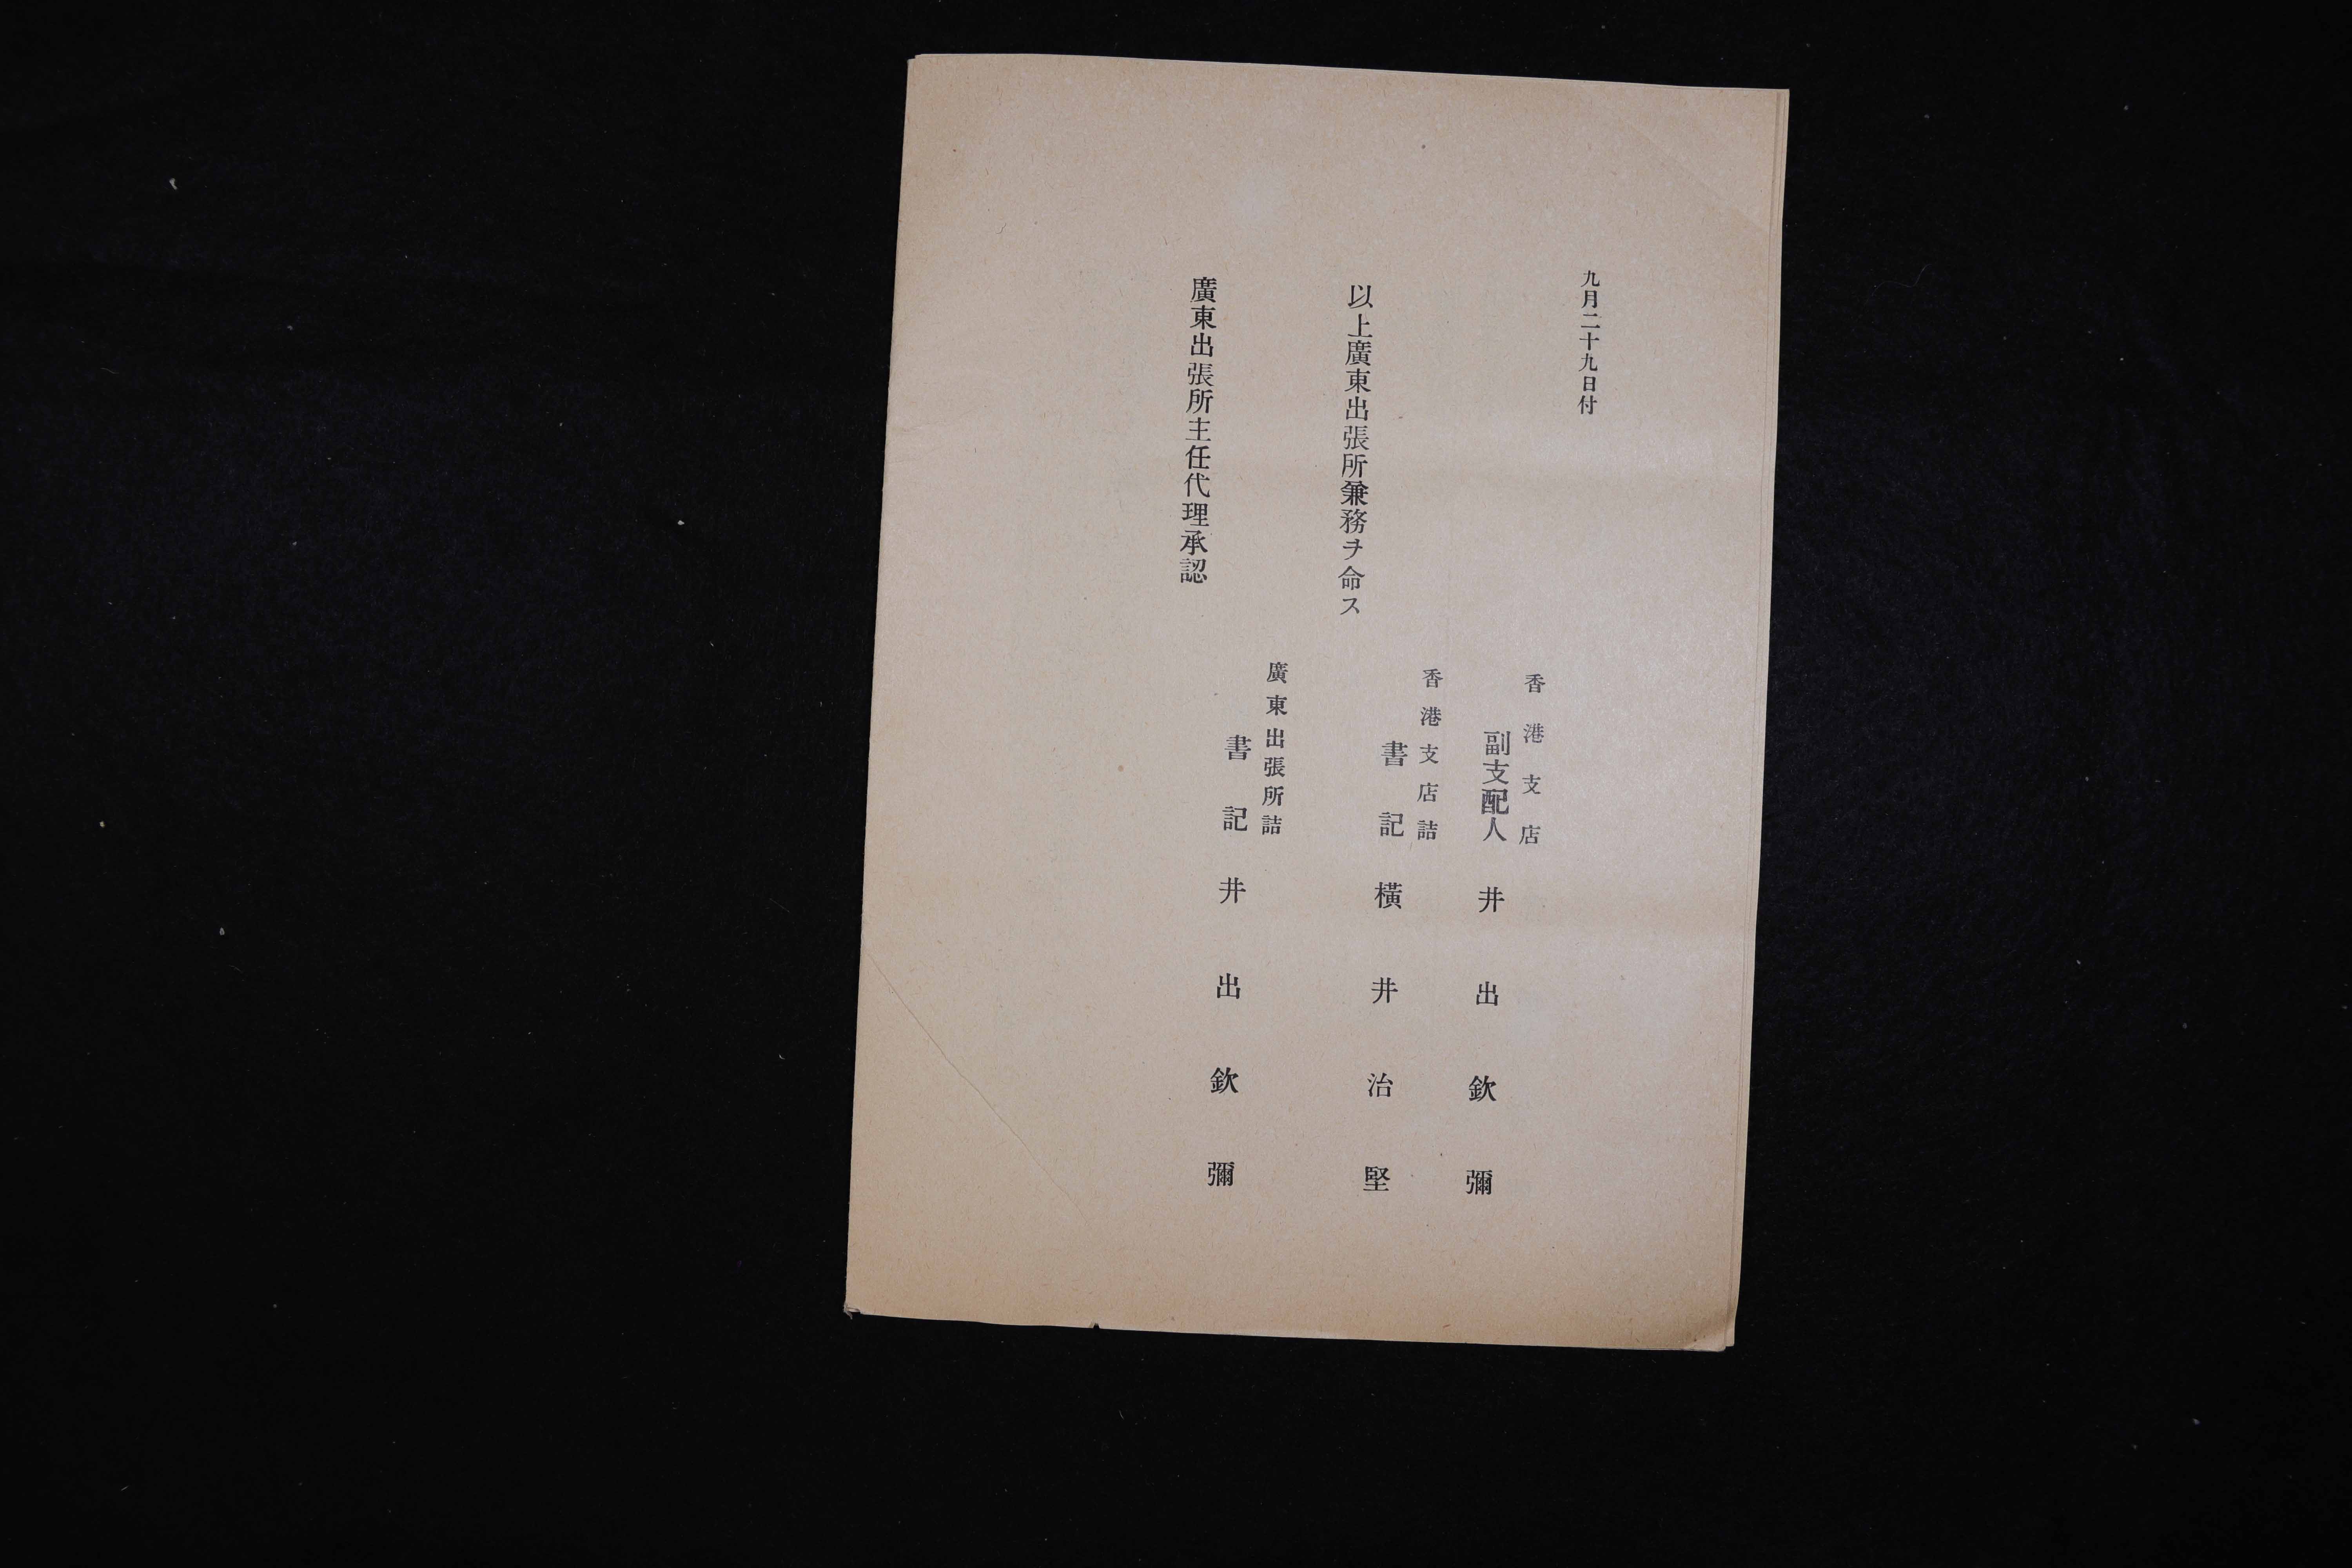 九月二十九日付
香港支店
副支配人 井出欽彌
香港支店詰
書記 橫井治堅
以上廣東出張所兼務ヲ命ス
廣東出張所詰
書記 井出欽彌
廣東出張所主任代理承認